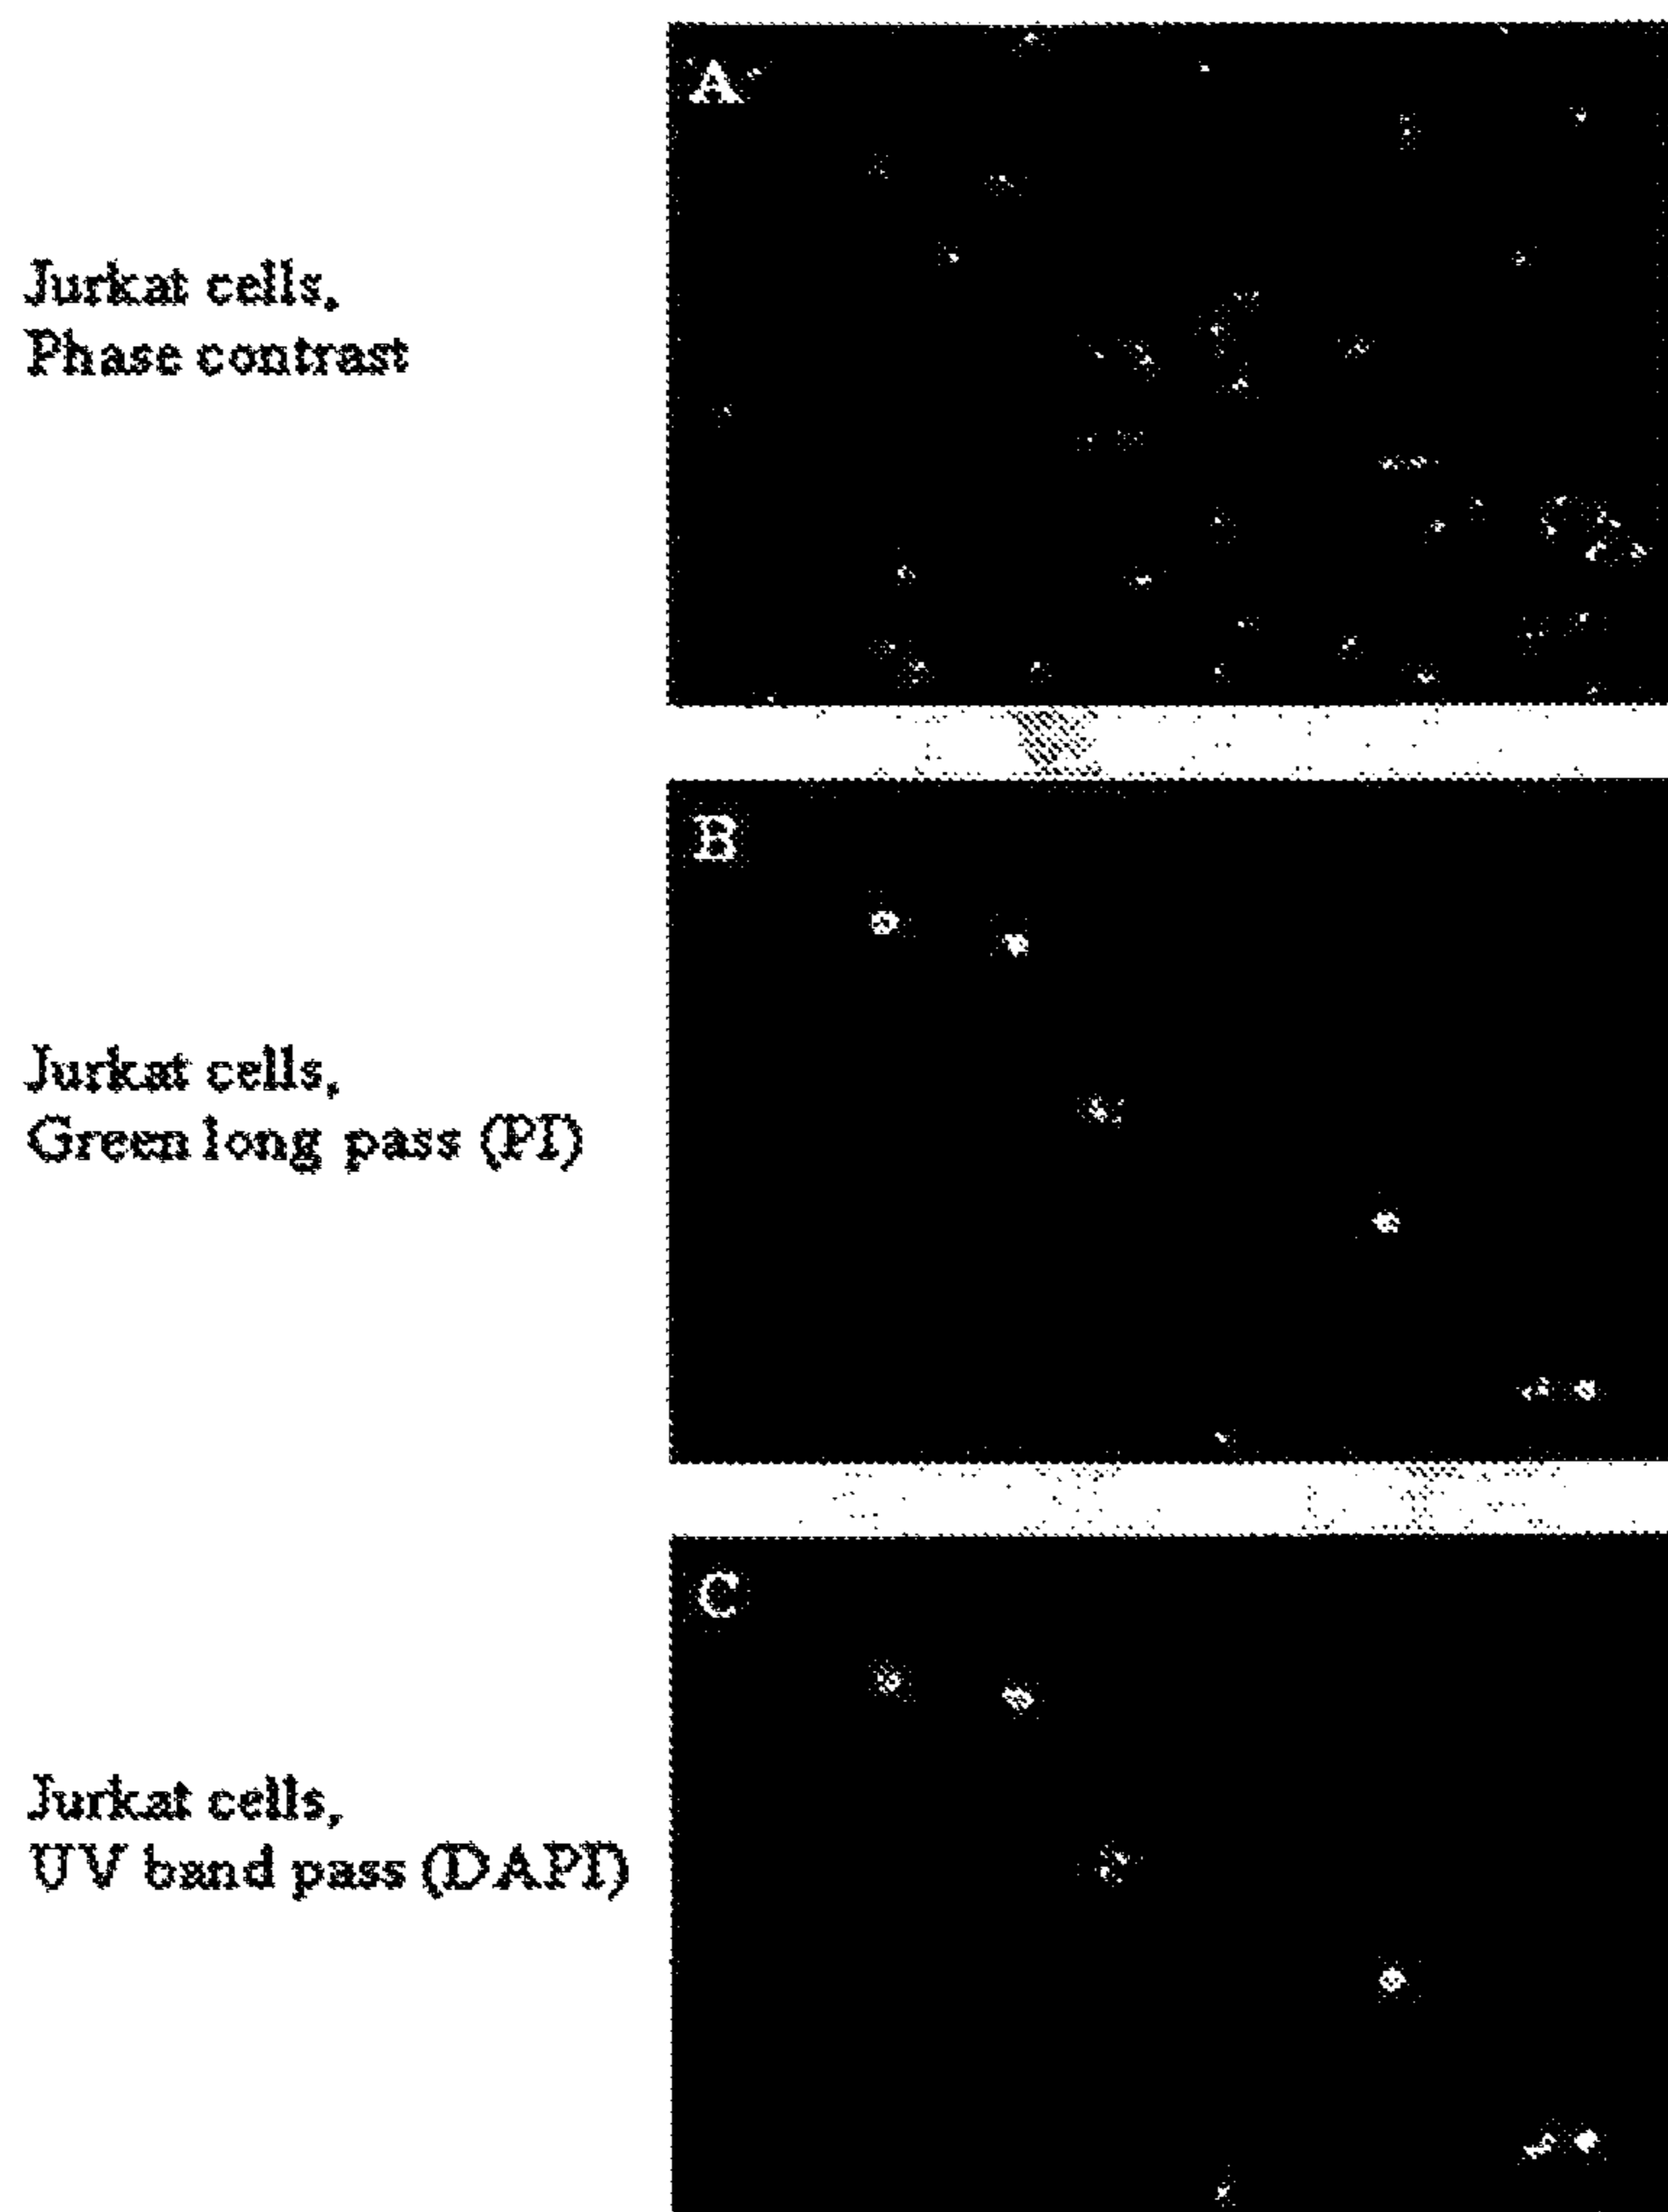 A
Jurkat cells,
Phase contrast
B
Jurkat cells,
Green long pass (PI)
C
Jurkat cells,
UV band pass (DAPI)